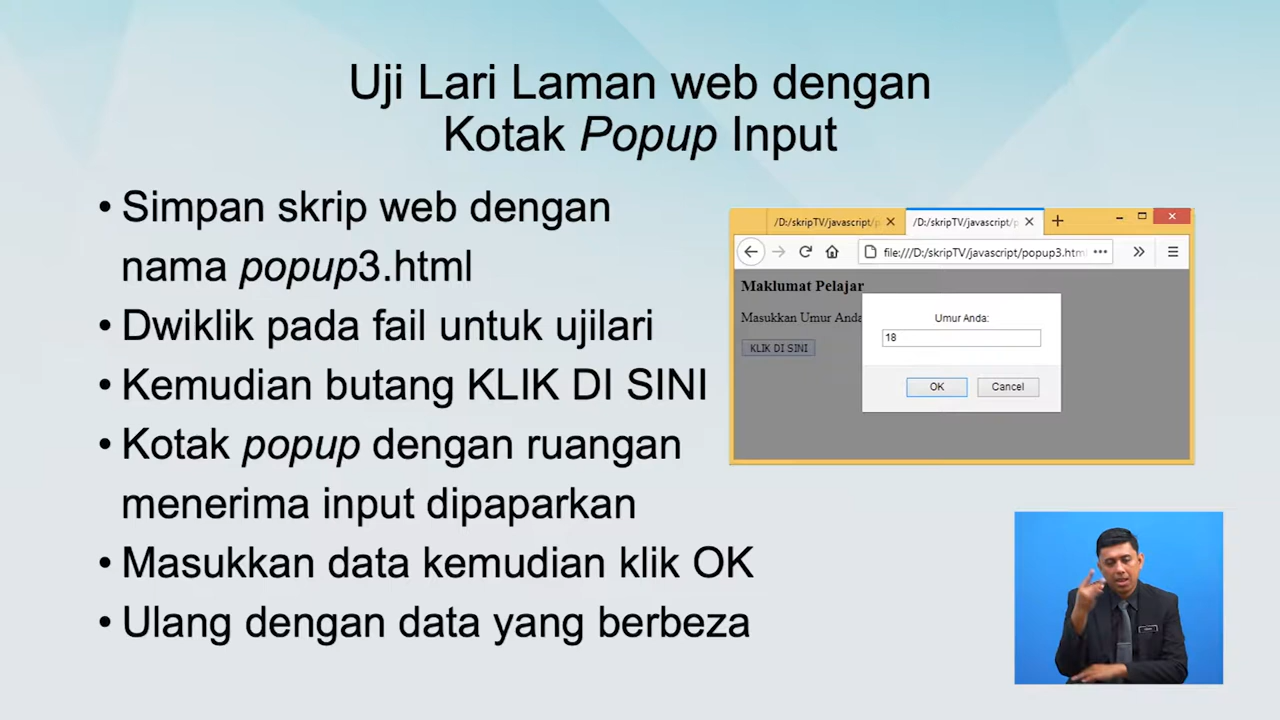 Uji Lari Laman web dengan
Kotak Popup Input
• Simpan skrip web dengan
nama popup3.html
• Dwiklik pada fail untuk ujilari
• Kemudian butang KLIK DI SINI
• Kotak popup dengan ruangan
menerima input dipaparkan
• Masukkan data kemudian klik OK
• Ulang dengan data yang berbeza
/D:/skripTV/javascript/p
/D:/skripTV/javascript/p
file:///D:/skripTV/javascript/popup3.html
Maklumat Pelajar
Masukkan Umur Anda
KLIK DI SINI
Umur Anda:
18
OK Cancel